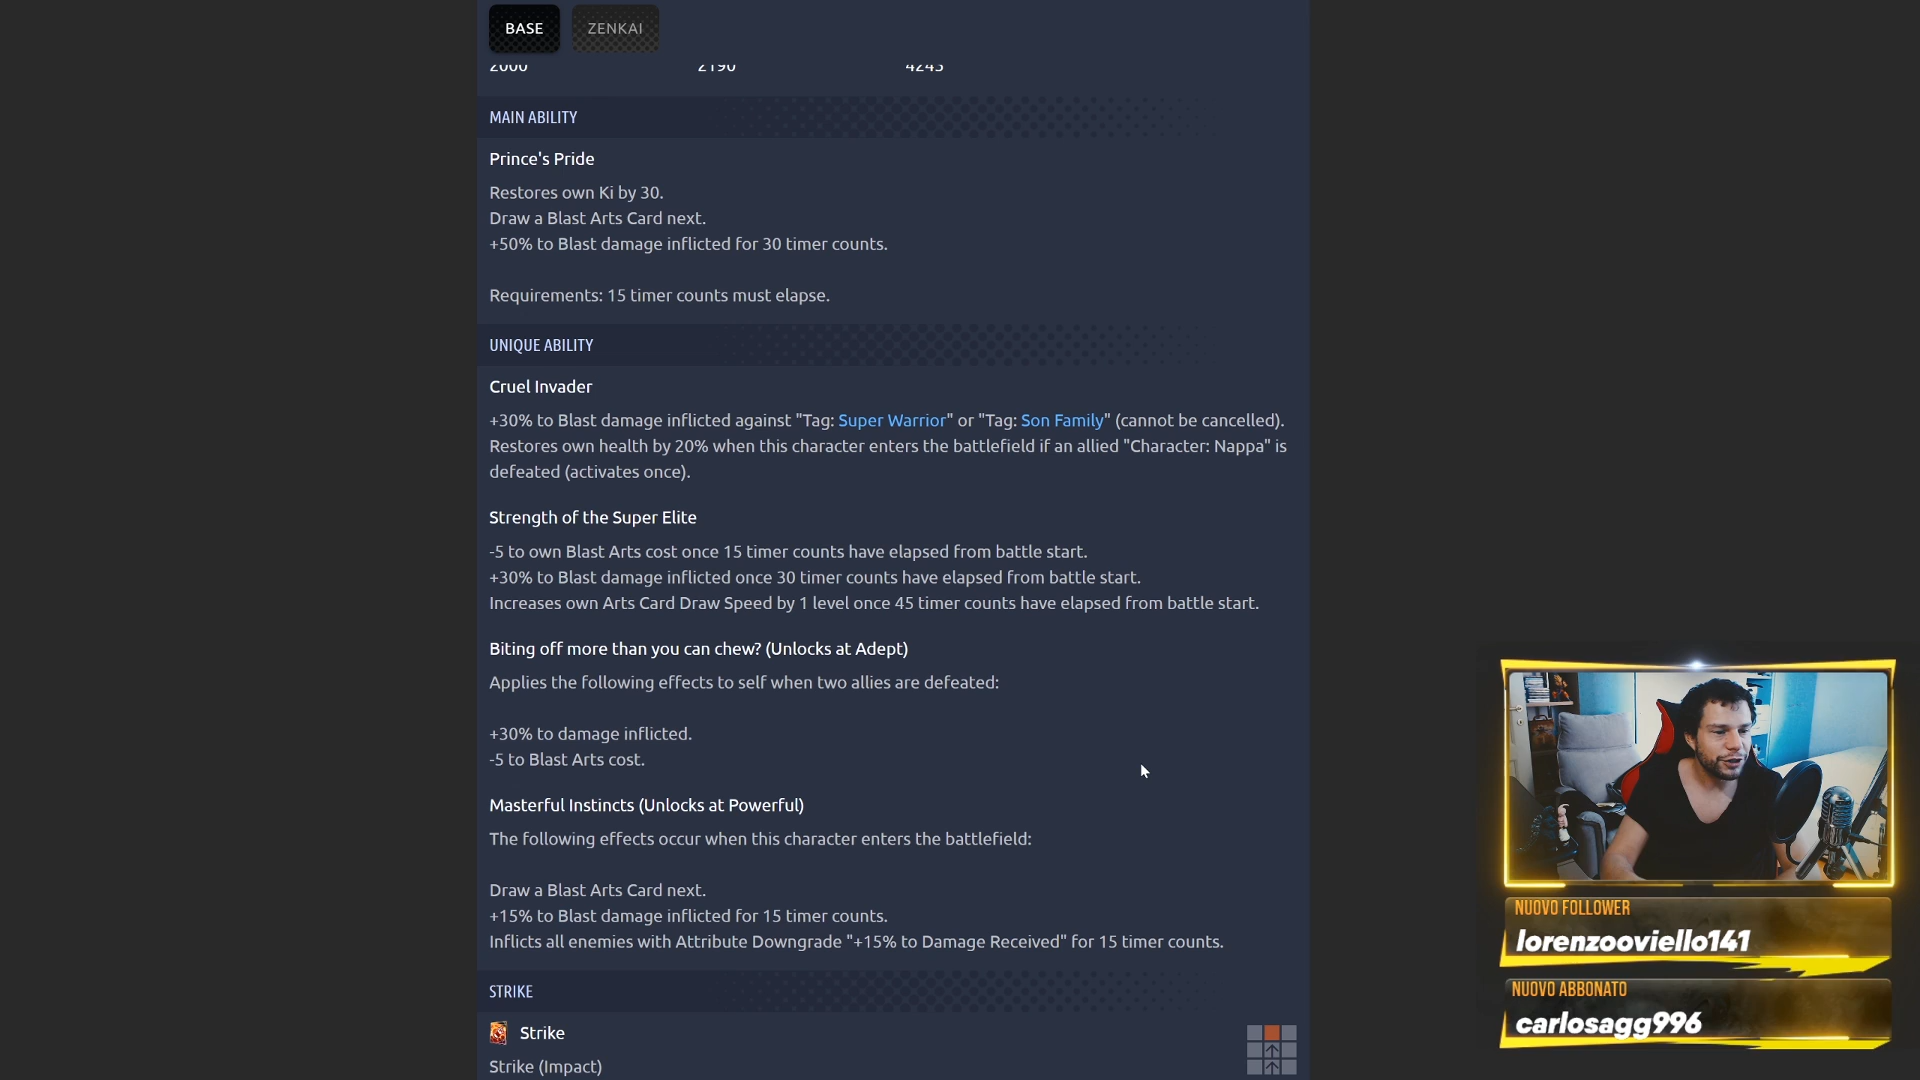 BASE
ZENKAI
2000
2190
4245
MAIN ABILITY
Prince's Pride
Restores own Ki by 30.
Draw a Blast Arts Card next.
+50% to Blast damage inflicted for 30 timer counts.
Requirements: 15 timer counts must elapse.
UNIQUE ABILITY
Cruel Invader
+30% to Blast damage inflicted against "Tag: Super Warrior" or "Tag: Son Family" (cannot be cancelled).
Restores own health by 20% when this character enters the battlefield if an allied "Character: Nappa" is
defeated (activates once).
Strength of the Super Elite
-5 to own Blast Arts cost once 15 timer counts have elapsed from battle start.
+30% to Blast damage inflicted once 30 timer counts have elapsed from battle start.
Increases own Arts Card Draw Speed by 1 level once 45 timer counts have elapsed from battle start.
Biting off more than you can chew? (Unlocks at Adept)
Applies the following effects to self when two allies are defeated:
+30% to damage inflicted.
-5 to Blast Arts cost.
Masterful Instincts (Unlocks at Powerful)
The following effects occur when this character enters the battlefield:
Draw a Blast Arts Card next.
+15% to Blast damage inflicted for 15 timer counts.
Inflicts all enemies with Attribute Downgrade "+15% to Damage Received" for 15 timer counts.
STRIKE
Strike
Strike (Impact)
NUOVO FOLLOWER
lorenzooviello141
NUOVO ABBONATO
carlosagg996